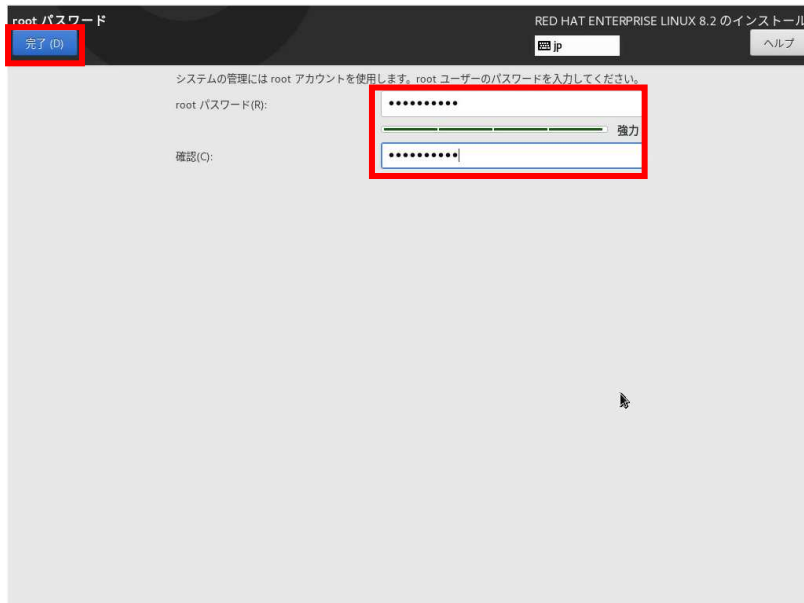 root パスワード
RED HAT ENTERPRISE LINUX 8.2 のインストール
完了 (D)
jp
ヘルプ
システムの管理には root アカウントを使用します。root ユーザーのパスワードを入力してください。
root パスワード(R):
••••••••••
強力
確認(C):
••••••••••